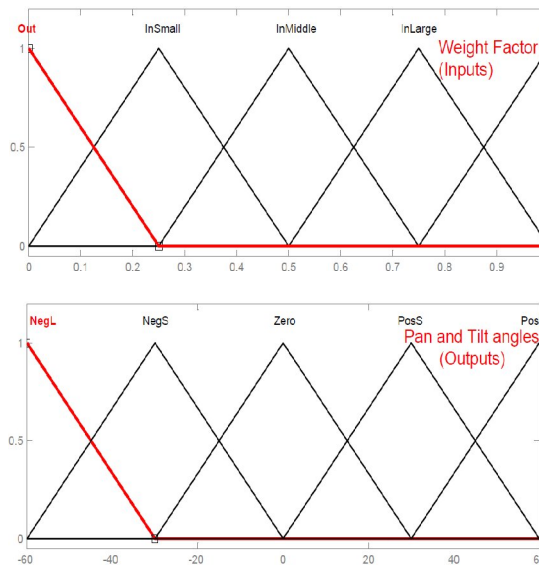 Out InSmall InMiddle InLarge
Weight Factor
(Inputs)
1
0.5
0
0 0.1 0.2 0.3 0.4 0.5 0.6 0.7 0.8 0.9
NegL NegS Zero PosS Pos
Pan and Tilt angles
(Outputs)
1
0.5
0
-60 -40 -20 0 20 40 60